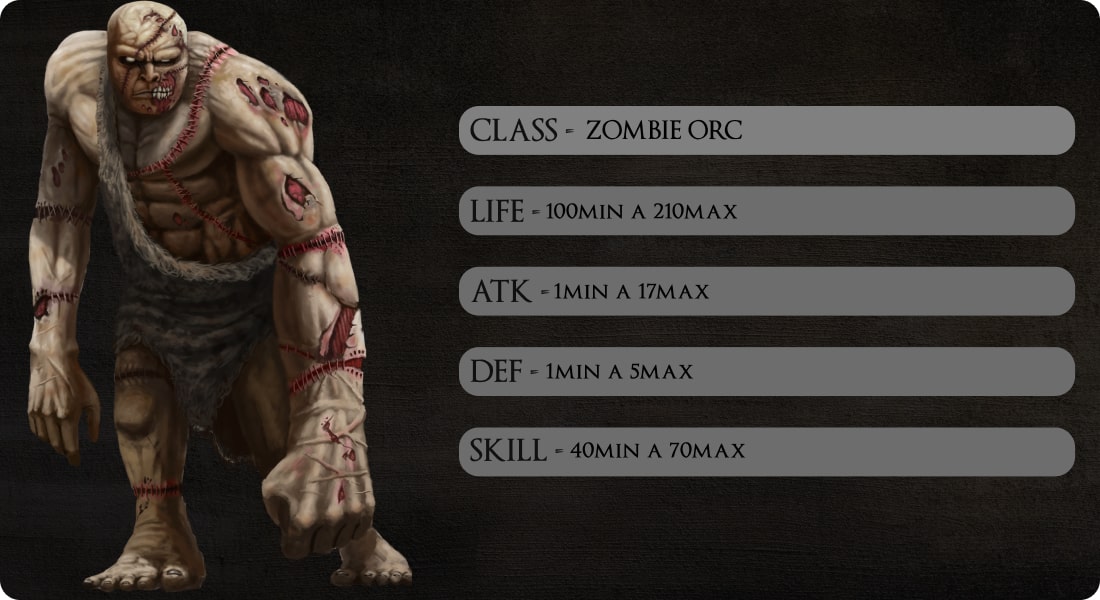 CLASS = ZOMBIE ORC
LIFE = 100MIN A 210MAX
ATK = 1MIN A 17MAX
DEF = 1MIN A 5MAX
SKILL = 40MIN A 70MAX